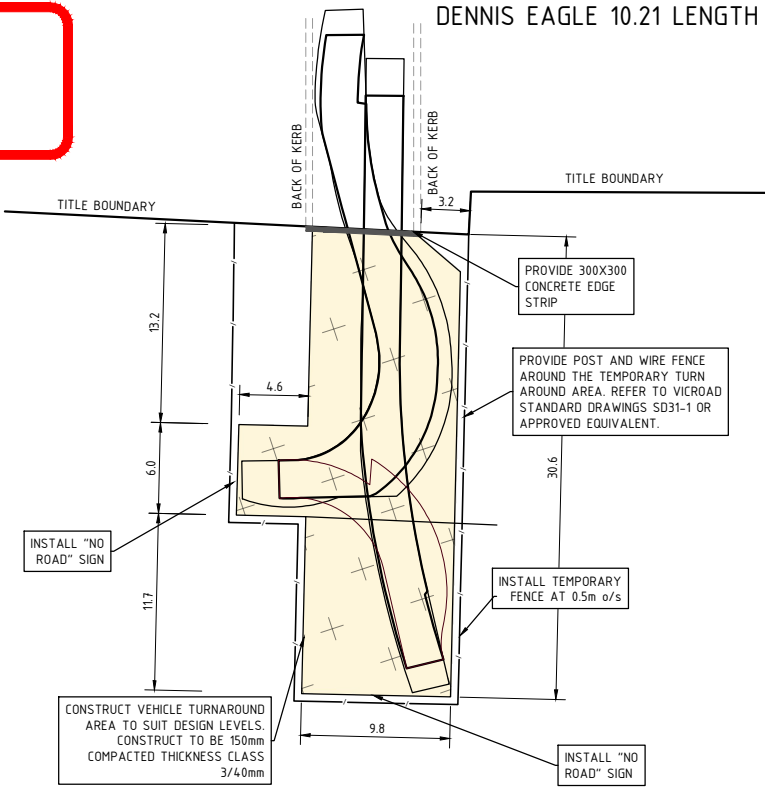 DENNIS EAGLE 10.21 LENGTH
BACK OF KERB
BACK OF KERB
TITLE BOUNDARY
TITLE BOUNDARY
3.2
PROVIDE 300X300
CONCRETE EDGE
STRIP
13.2
PROVIDE POST AND WIRE FENCE
AROUND THE TEMPORARY TURN
AROUND AREA. REFER TO VICROAD
STANDARD DRAWINGS SD31-1 OR
APPROVED EQUIVALENT.
4.6
6.0
30.6
INSTALL "NO
ROAD" SIGN
INSTALL TEMPORARY
FENCE AT 0.5m o/s
11.7
CONSTRUCT VEHICLE TURNAROUND
AREA TO SUIT DESIGN LEVELS.
CONSTRUCT TO BE 150mm
COMPACTED THICKNESS CLASS
3/40mm
9.8
INSTALL "NO
ROAD" SIGN